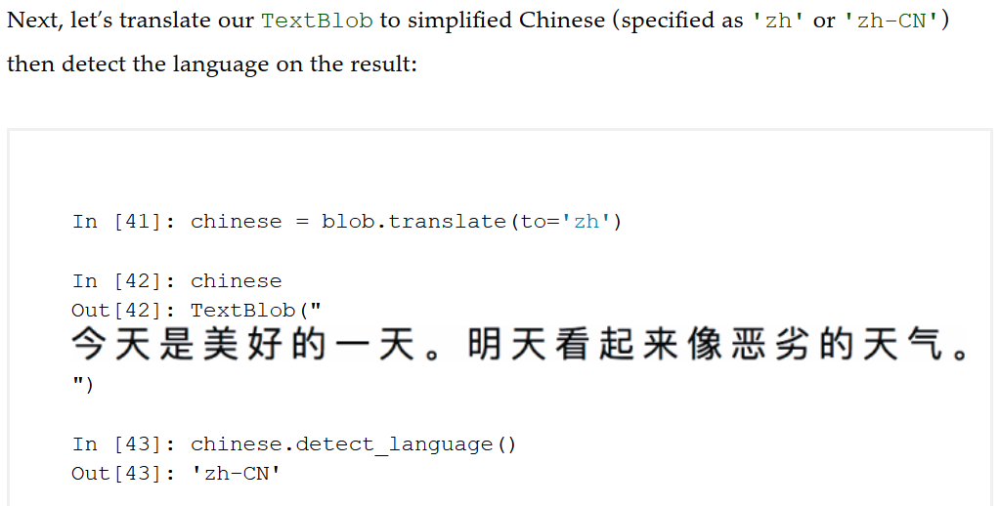 Next, let’s translate our TextBlob to simplified Chinese (specified as 'zh' or 'zh-CN')
then detect the language on the result:
In [41]: chinese = blob.translate(to='zh')
In [42]: chinese
Out[42]: TextBlob("
今天是美好的一天。明天看起来像恶劣的天气。
")
In [43]: chinese.detect_language()
Out[43]: 'zh-CN'